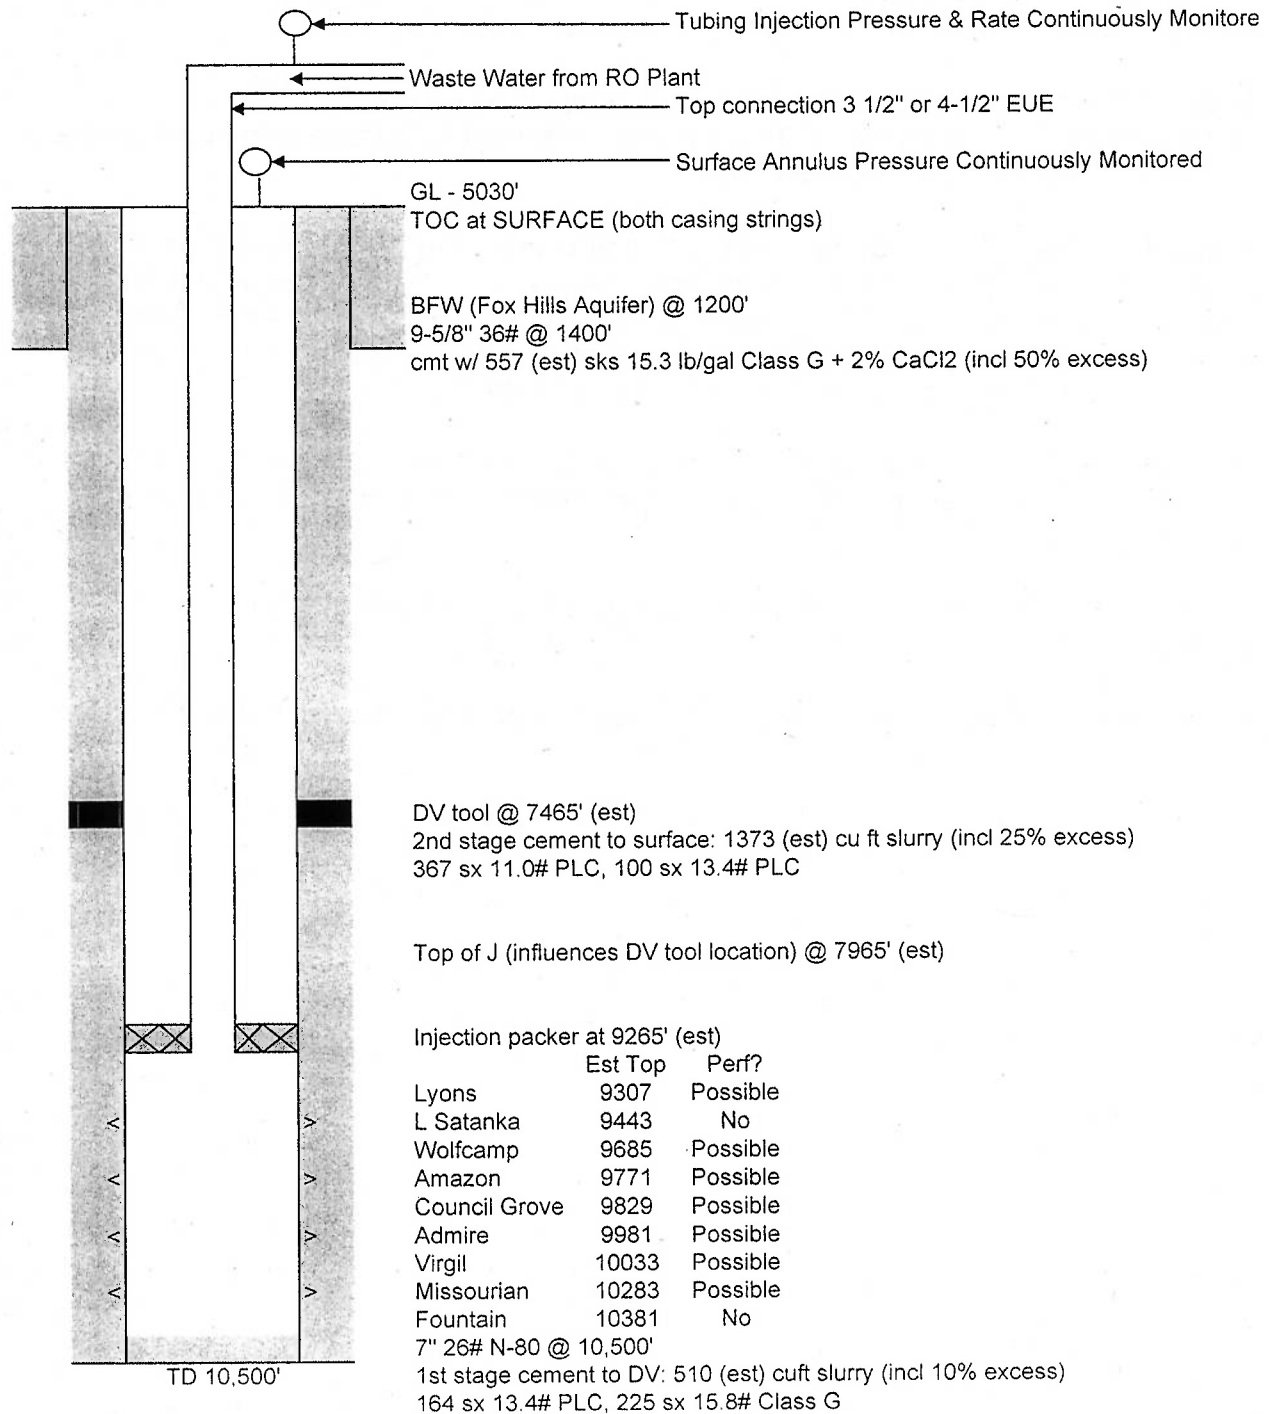 Tubing Injection Pressure & Rate Continuously Monitore
Waste Water from RO Plant
Top connection 3 1/2" or 4-1/2" EUE
Surface Annulus Pressure Continuously Monitored
GL - 5030'
TOC at SURFACE (both casing strings)
BFW (Fox Hills Aquifer) @ 1200'
9-5/8" 36# @ 1400'
cmt w/ 557 (est) sks 15.3 lb/gal Class G + 2% CaCl2 (incl 50% excess)
DV tool @ 7465' (est)
2nd stage cement to surface: 1373 (est) cu ft slurry (incl 25% excess)
367 sx 11.0# PLC, 100 sx 13.4# PLC
Top of J (influences DV tool location) @ 7965' (est)
Injection packer at 9265' (est)
Est Top Perf?
Lyons 9307 Possible
L Satanka 9443 No
Wolfcamp 9685 Possible
Amazon 9771 Possible
Council Grove 9829 Possible
Admire 9981 Possible
Virgil 10033 Possible
Missourian 10283 Possible
Fountain 10381 No
7" 26# N-80 @ 10,500'
TD 10,500'
1st stage cement to DV: 510 (est) cuft slurry (incl 10% excess)
164 sx 13.4# PLC, 225 sx 15.8# Class G